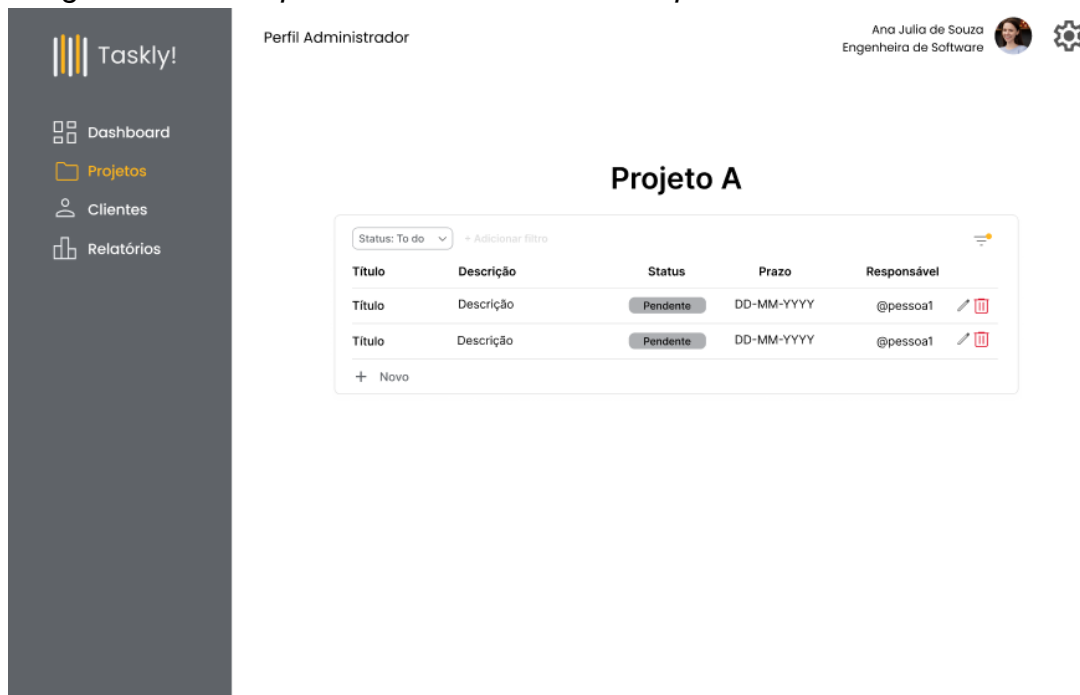 Taskly!
Dashboard
Projetos
Clientes
Relatórios
Perfil Administrador
Ana Julia de Souza
Engenheira de Software
Projeto A
Status: To do + Adicionar filtro
Título Descrição Status Prazo Responsável
Título Descrição Pendente DD-MM-YYYY @pessoa1
Título Descrição Pendente DD-MM-YYYY @pessoa1
+ Novo